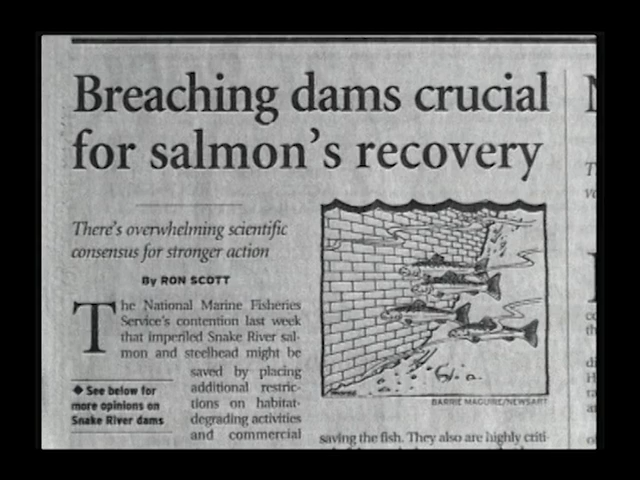 Breaching dams crucial
for salmon's recovery
There's overwhelming scientific
consensus for stronger action
By RON SCOTT
The National Marine Fisheries
Service's contention last week
that imperiled Snake River sal-
mon and steelhead might be
saved by placing
additional restric-
tions on habitat-
degrading activities
and commercial
◆ See below for
more opinions on
Snake River dams
BARRIE MAGUIRE/NEWSART
saving the fish. They also are highly criti-